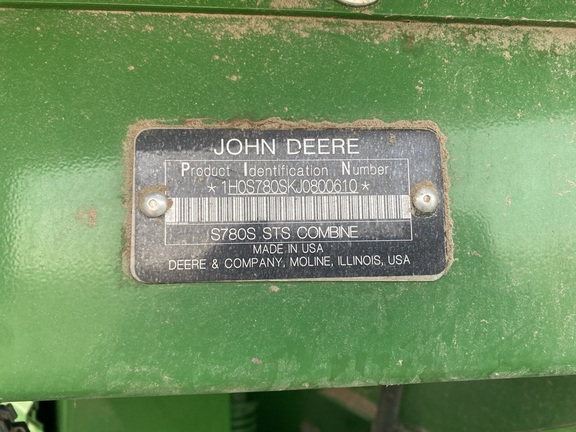 JOHN DEERE
Product Identification Number
*1H0S780SKJ0800610*
S780S STS COMBINE
MADE IN USA
DEERE & COMPANY, MOLINE, ILLINOIS, USA